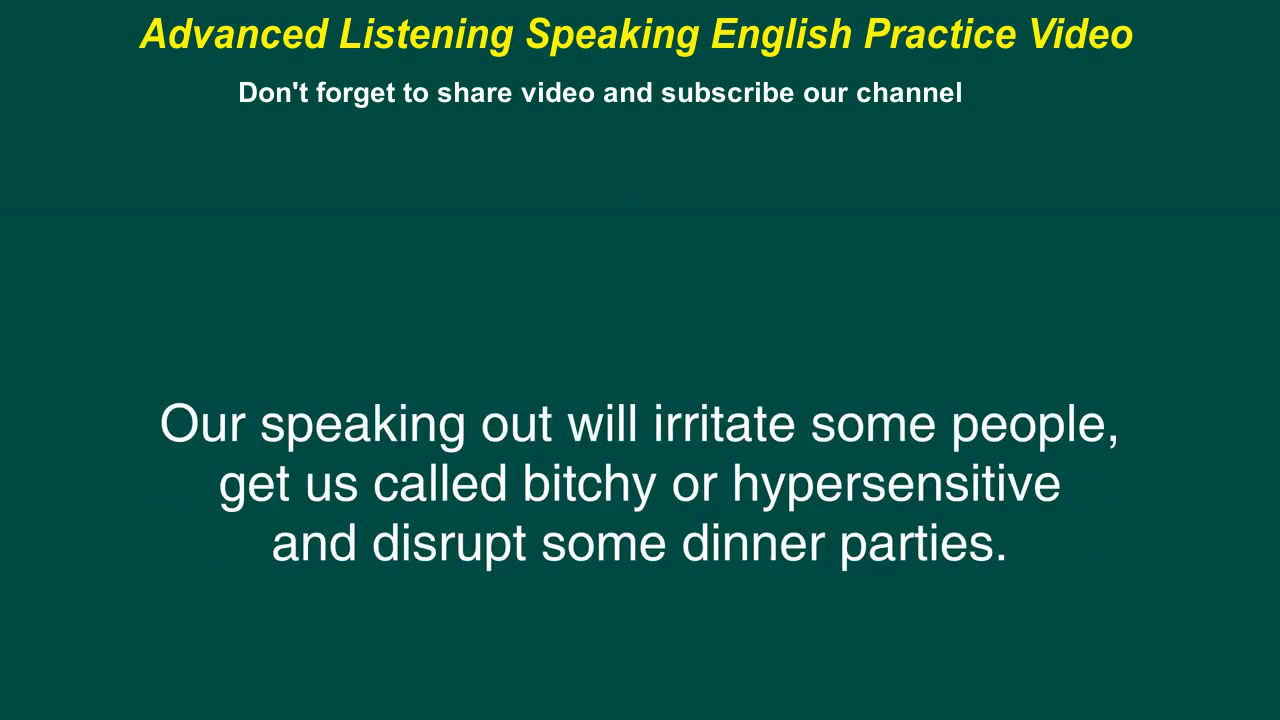 Advanced Listening Speaking English Practice Video
Don't forget to share video and subscribe our channel
Our speaking out will irritate some people,
get us called bitchy or hypersensitive
and disrupt some dinner parties.